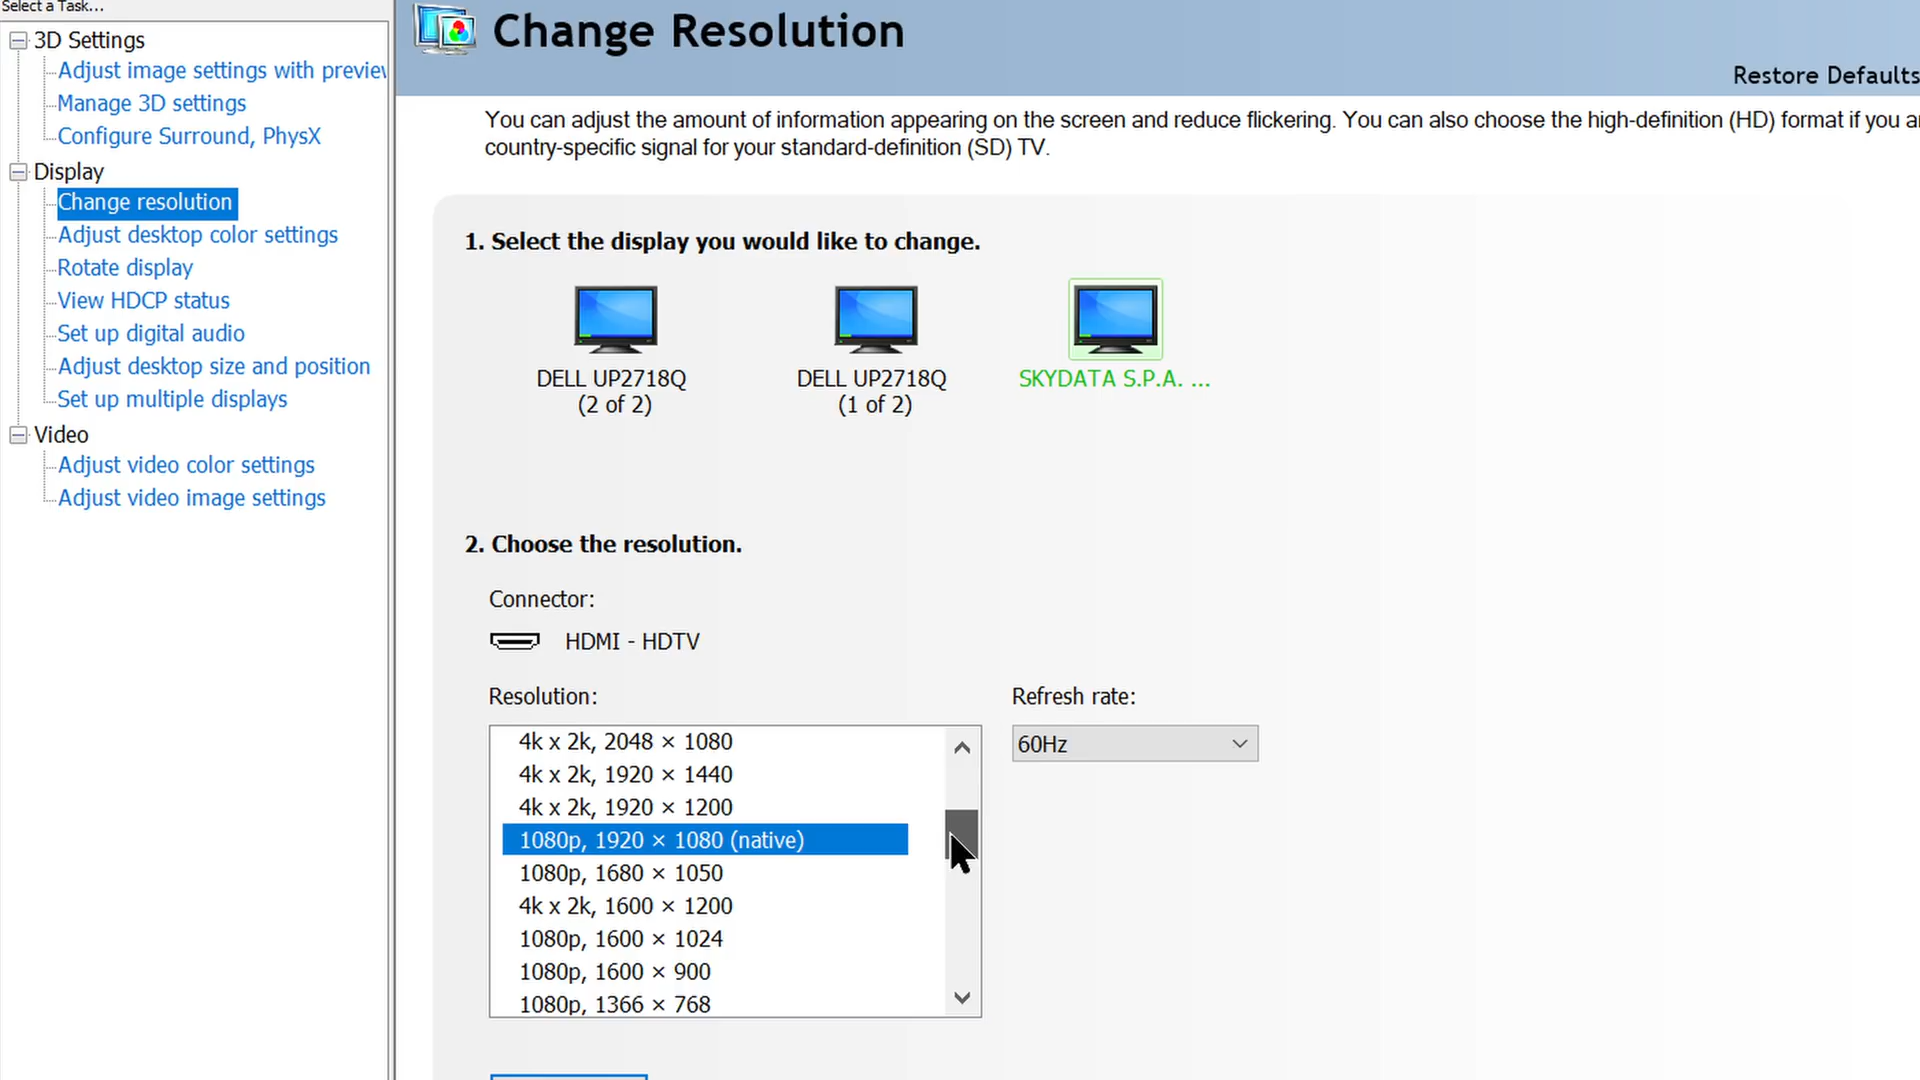 Select a Task...
3D Settings
Adjust image settings with preview
Manage 3D settings
Configure Surround, PhysX
Display
Change resolution
Adjust desktop color settings
Rotate display
View HDCP status
Set up digital audio
Adjust desktop size and position
Set up multiple displays
Video
Adjust video color settings
Adjust video image settings
Change Resolution
Restore Defaults
You can adjust the amount of information appearing on the screen and reduce flickering. You can also choose the high-definition (HD) format if you
country-specific signal for your standard-definition (SD) TV.
1. Select the display you would like to change.
DELL UP2718Q
(2 of 2)
DELL UP2718Q
(1 of 2)
SKYDATA S.P.A. ...
2. Choose the resolution.
Connector:
HDMI - HDTV
Resolution:
4k x 2k, 2048 × 1080
4k x 2k, 1920 × 1440
4k x 2k, 1920 × 1200
1080p, 1920 × 1080 (native)
1080p, 1680 × 1050
4k x 2k, 1600 × 1200
1080p, 1600 × 1024
1080p, 1600 × 900
1080p, 1366 × 768
Refresh rate:
60Hz